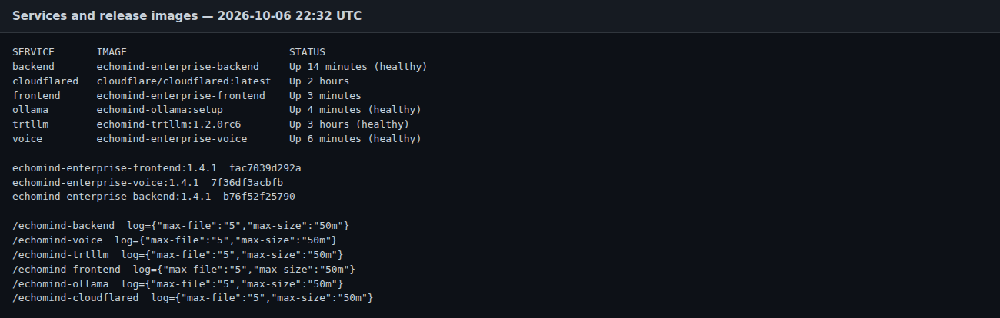 Services and release images — 2026-10-06 22:32 UTC
SERVICE       IMAGE                           STATUS
backend       echomind-enterprise-backend     Up 14 minutes (healthy)
cloudflared   cloudflare/cloudflared:latest   Up 2 hours
frontend      echomind-enterprise-frontend    Up 3 minutes
ollama        echomind-ollama:setup           Up 4 minutes (healthy)
trtllm        echomind-trtllm:1.2.0rc6        Up 3 hours (healthy)
voice         echomind-enterprise-voice       Up 6 minutes (healthy)
echomind-enterprise-frontend:1.4.1  fac7039d292a
echomind-enterprise-voice:1.4.1  7f36df3acbfb
echomind-enterprise-backend:1.4.1  b76f52f25790
/echomind-backend  log={"max-file":"5","max-size":"50m"}
/echomind-voice  log={"max-file":"5","max-size":"50m"}
/echomind-trtllm  log={"max-file":"5","max-size":"50m"}
/echomind-frontend  log={"max-file":"5","max-size":"50m"}
/echomind-ollama  log={"max-file":"5","max-size":"50m"}
/echomind-cloudflared  log={"max-file":"5","max-size":"50m"}